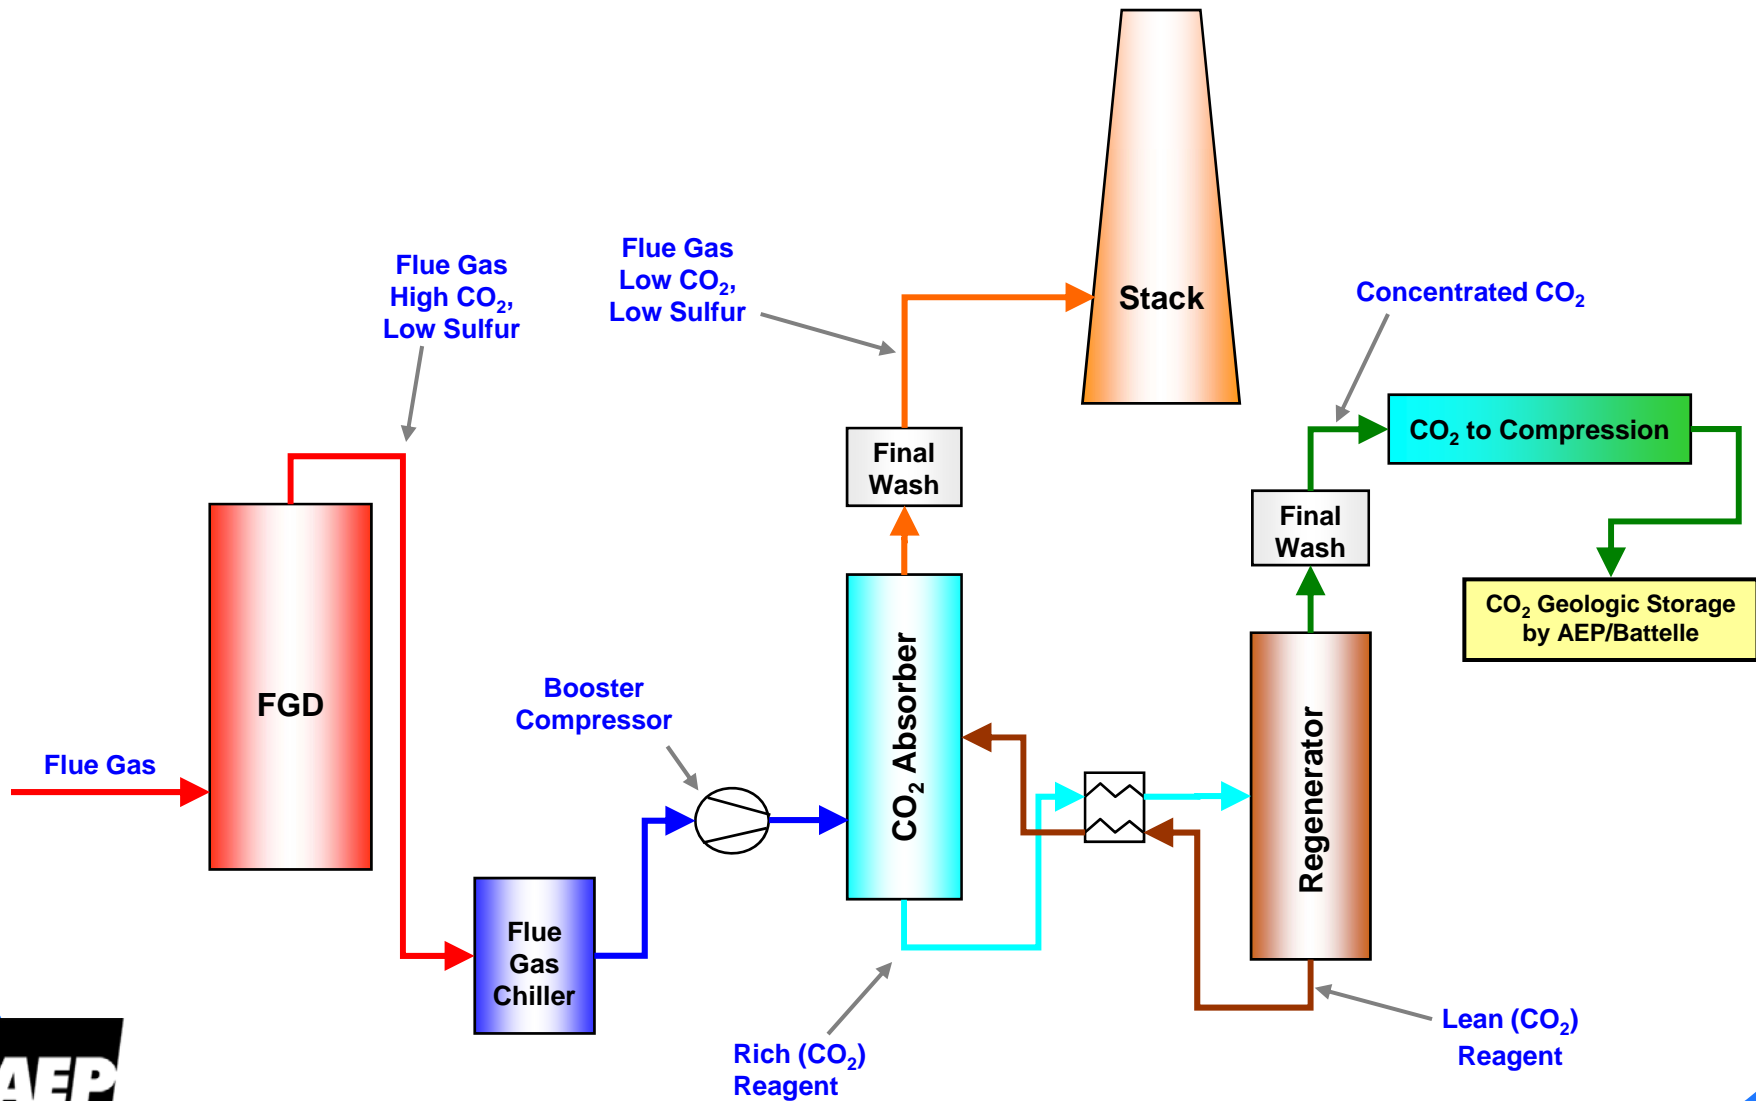 Flue Gas
High CO₂,
Low Sulfur
Flue Gas
Low CO₂,
Low Sulfur
Stack
Concentrated CO₂
CO₂ to Compression
Final
Wash
Final
Wash
CO₂ Geologic Storage
by AEP/Battelle
FGD
Flue Gas
Booster
Compressor
CO₂ Absorber
Regenerator
Flue
Gas
Chiller
Rich (CO₂)
Reagent
Lean (CO₂)
Reagent
AEP